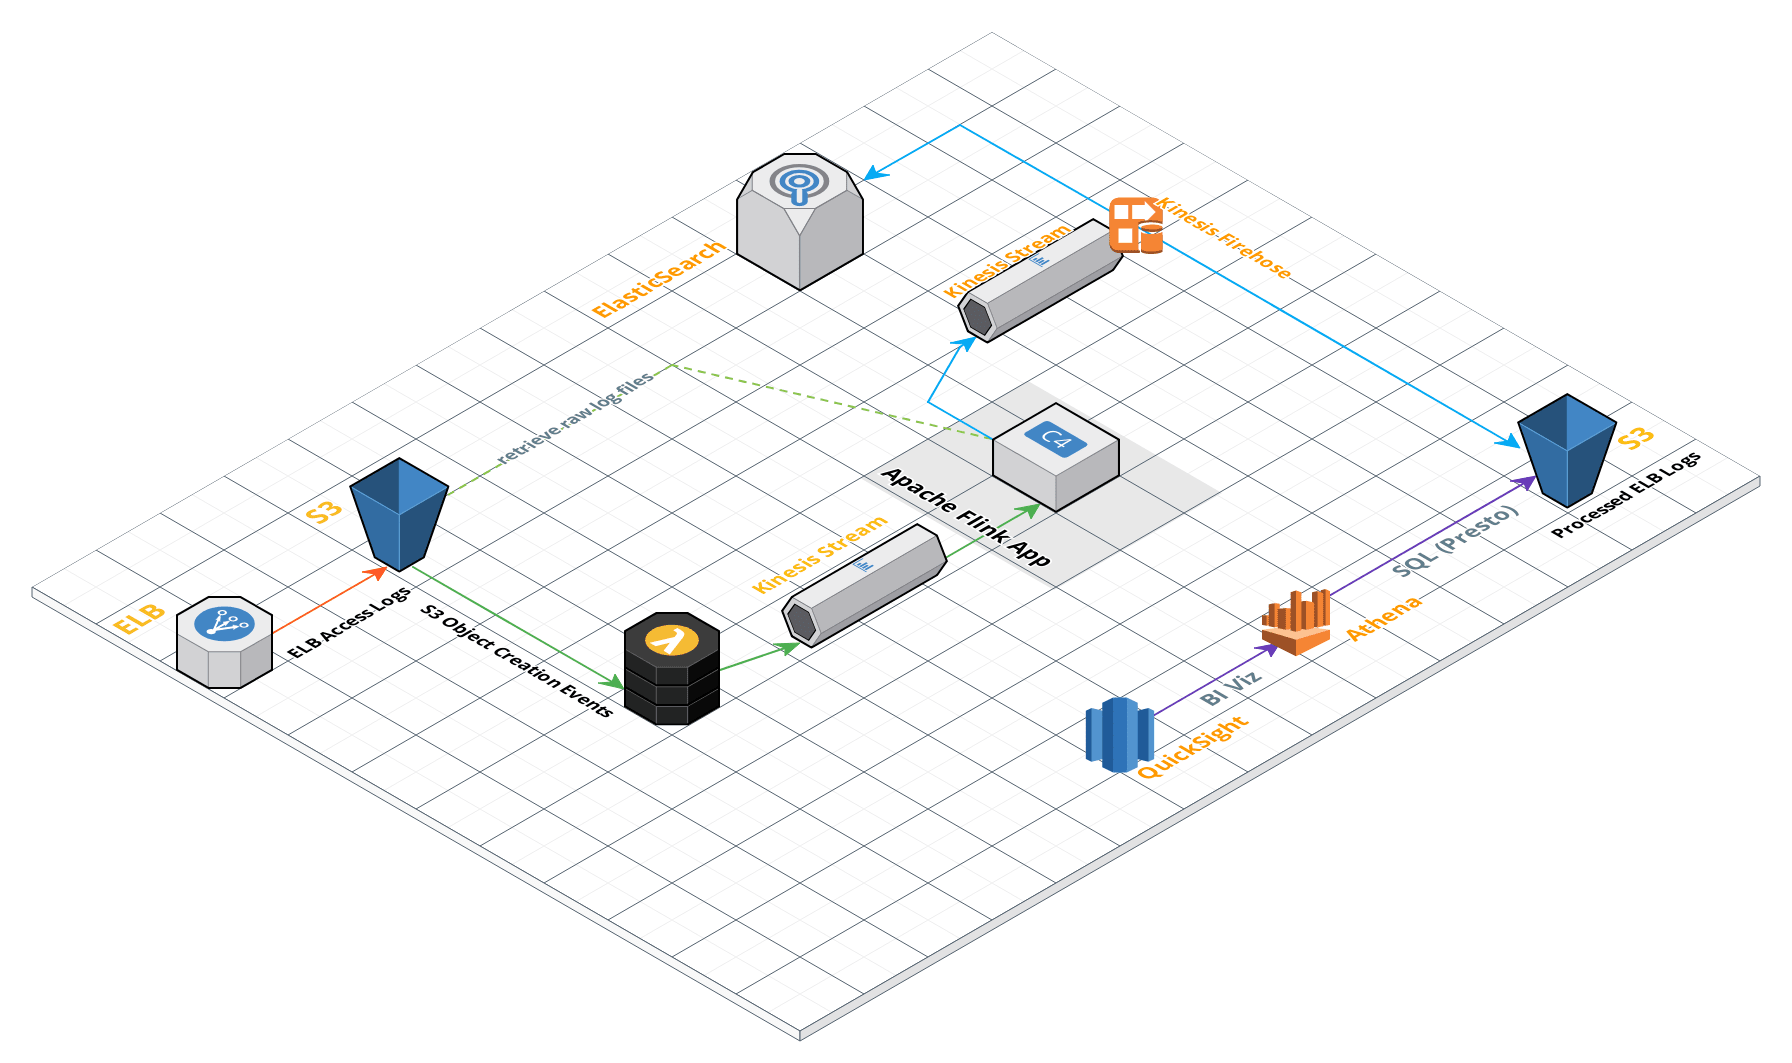 ElasticSearch
Kinesis Stream
Kinesis Firehose
retrieve raw log files
C4
Apache Flink App
S3
Processed ELB Logs
S3
ELB
ELB Access Logs
S3 Object Creation Events
λ
Kinesis Stream
SQL (Presto)
Athena
BI Viz
QuickSight